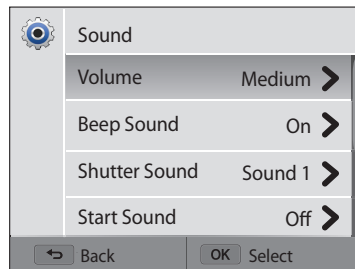 Sound
Volume Medium
Beep Sound On
Shutter Sound Sound 1
Start Sound Off
Back OK Select